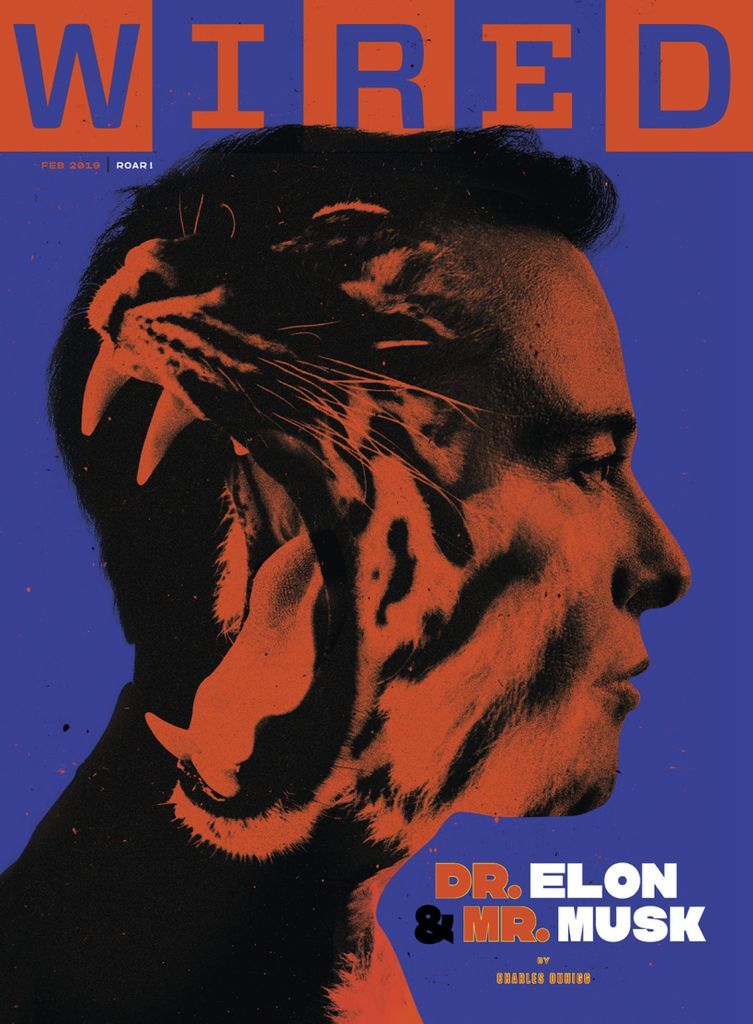 WIRED
FEB 2019 | ROAR!
DR. ELON
& MR. MUSK
BY
CHARLES DUHIGG